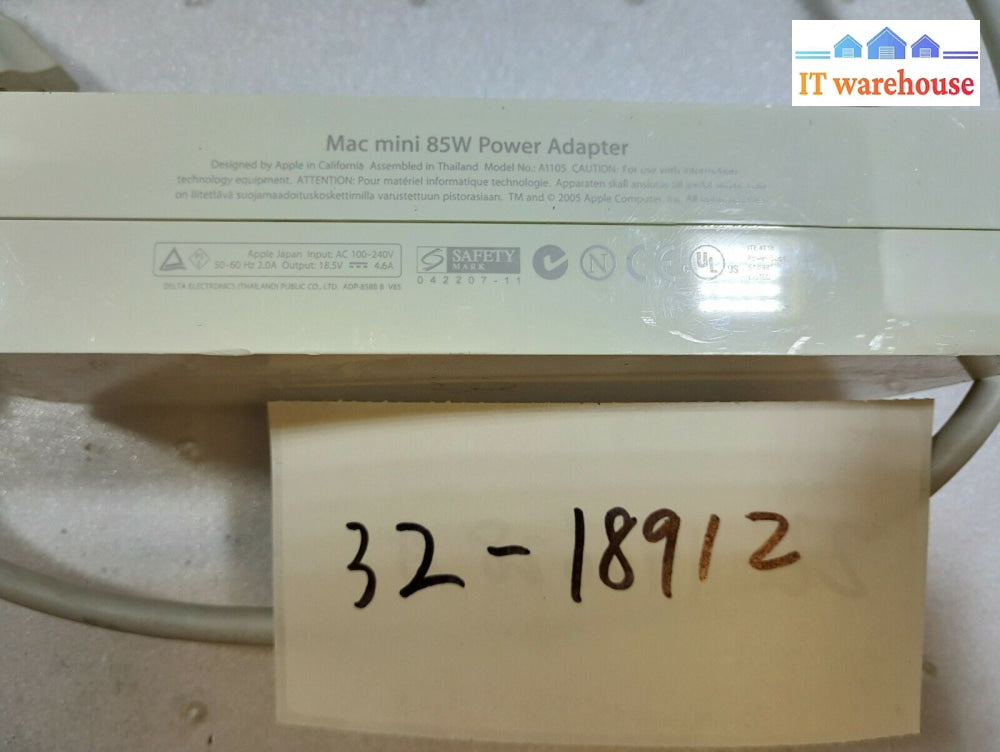 IT warehouse
Mac mini 85W Power Adapter
Designed by Apple in California Assembled in Thailand Model No.: A1105 CAUTION: For use with information
technology equipment. ATTENTION: Pour matériel informatique technologie. Apparaten skall anslutas till
on liitettävä suojamaadoituskoskettimilla varustettuun pistorasiaan. TM and © 2005 Apple Computer, Inc. All
Apple Japan Input: AC 100-240V
50-60 Hz 2.0A Output: 18.5V 4.6A
SAFETY
MARK
042207-11
N
UL
US
DELTA ELECTRONICS (THAILAND) PUBLIC CO., LTD. ADP-85BB B V85
32-18912